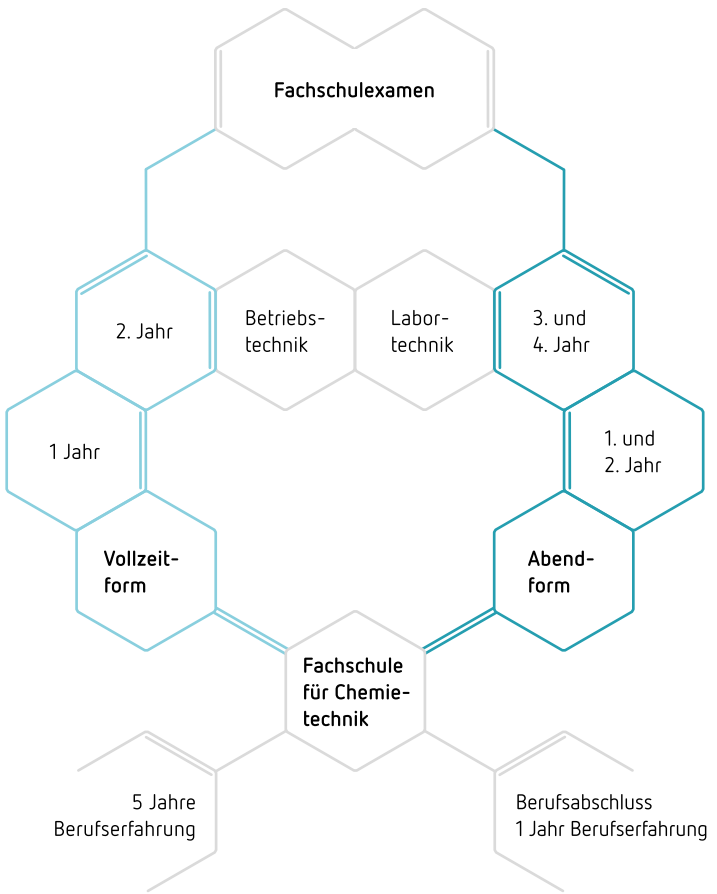 Fachschulexamen
2. Jahr
Betriebs-
technik
Labor-
technik
3. und
4. Jahr
1 Jahr
1. und
2. Jahr
Vollzeit-
form
Abend-
form
Fachschule
für Chemie-
technik
5 Jahre
Berufserfahrung
Berufsabschluss
1 Jahr Berufserfahrung